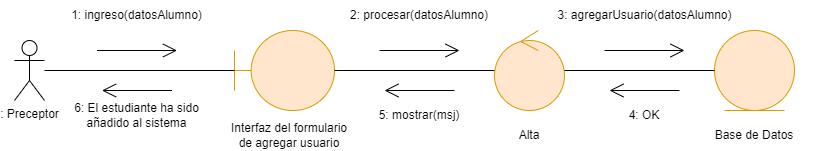 1: ingreso(datosAlumno)
2: procesar(datosAlumno)
3: agregarUsuario(datosAlumno)
: Preceptor
6: El estudiante ha sido
añadido al sistema
Interfaz del formulario
de agregar usuario
5: mostrar(msj)
Alta
4: OK
Base de Datos